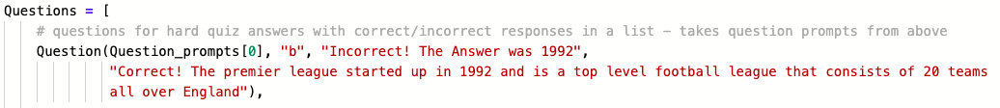 Questions = [
# questions for hard quiz answers with correct/incorrect responses in a list – takes question prompts from above
Question(Question_prompts[0], "b", "Incorrect! The Answer was 1992",
"Correct! The premier league started up in 1992 and is a top level football league that consists of 20 teams
all over England"),